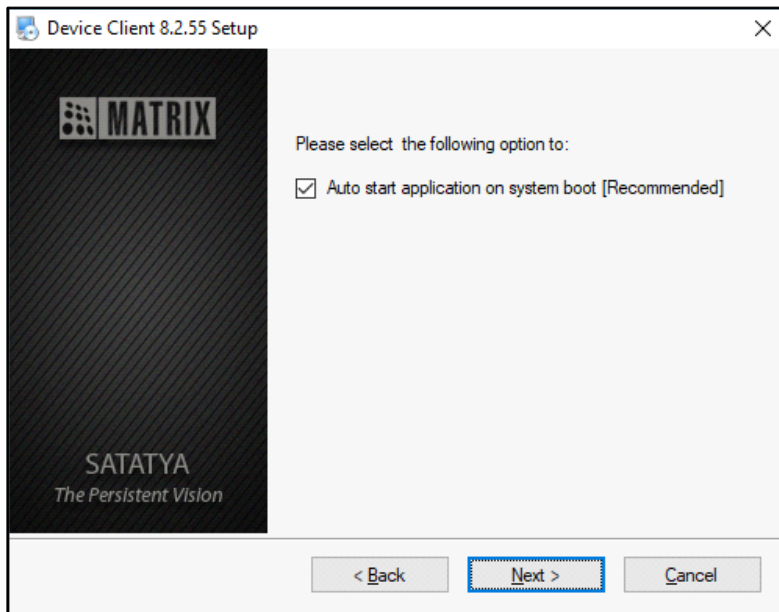 Device Client 8.2.55 Setup
MATRIX
Please select  the following option to:
Auto start application on system boot [Recommended]
SATATYA
The Persistent Vision
< Back
Next >
Cancel